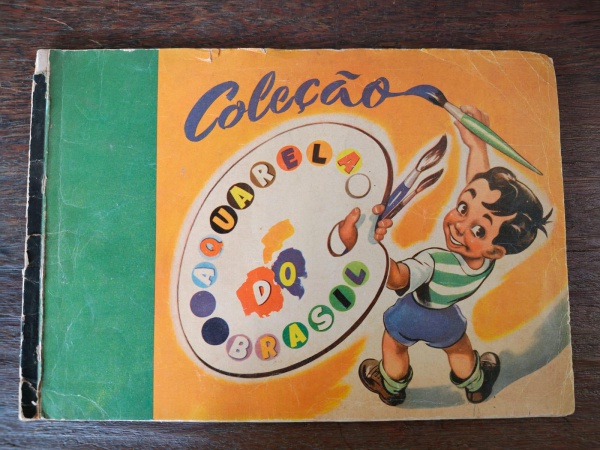 Coleção
AQUARELA
DO
BRASIL